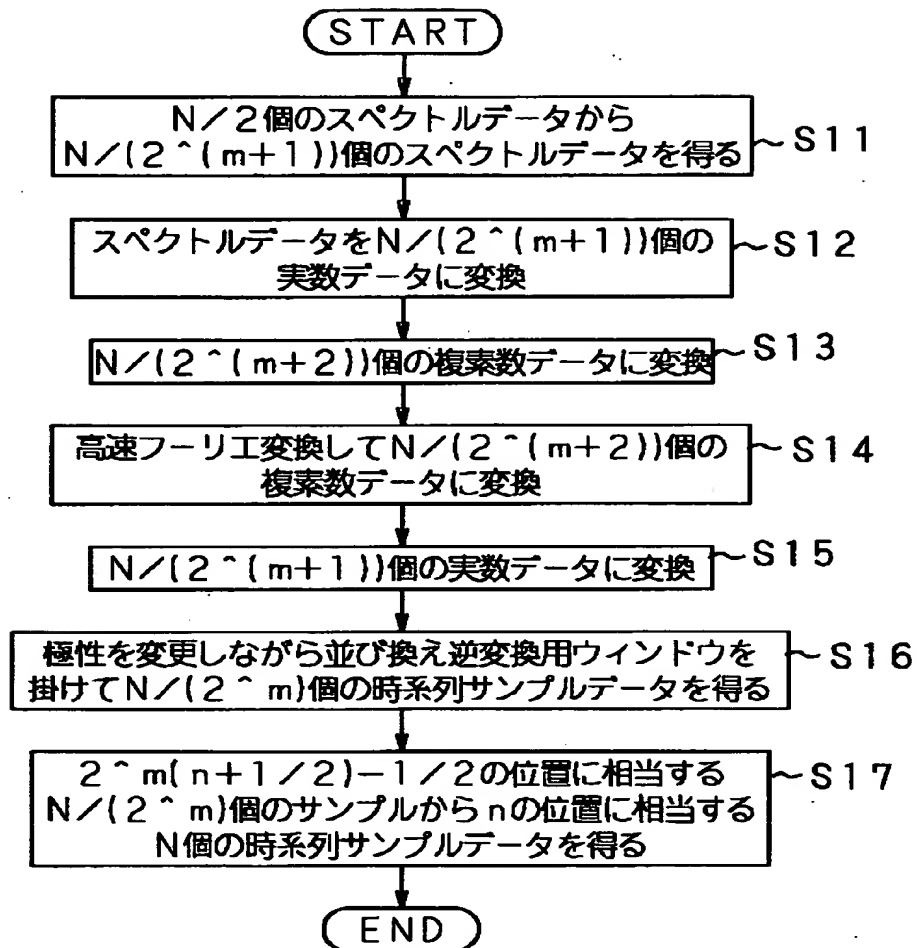 START
N/2個のスペクトルデータから
N/(2^(m+1))個のスペクトルデータを得る
~S11
スペクトルデータをN/(2^(m+1))個の
実数データに変換
~S12
N/(2^(m+2))個の複素数データに変換
~S13
高速フーリエ変換してN/(2^(m+2))個の
複素数データに変換
~S14
N/(2^(m+1))個の実数データに変換
~S15
極性を変更しながら並び換え逆変換用ウィンドウを
掛けてN/(2^m)個の時系列サンプルデータを得る
~S16
2^m(n+1/2)-1/2の位置に相当する
N/(2^m)個のサンプルからnの位置に相当する
N個の時系列サンプルデータを得る
~S17
END